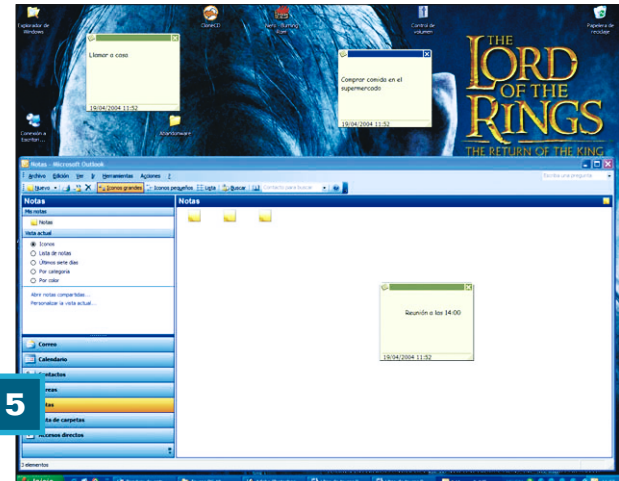 Explorador de
Windows
CloneCD
Nero - Burning
Rom
Control de
volumen
Papelera de
reciclaje
Llamar a casa
19/04/2004 11:52
Comprar comida en el
supermercado
19/04/2004 11:52
THE
LORD
OF THE
RINGS
THE RETURN OF THE KING
Conexión a
Escritor...
Abandonware
Notas - Microsoft Outlook
Archivo Edición Ver Ir Herramientas Acciones ?
Escriba una pregunta
Nuevo Iconos grandes Iconos pequeños Lista Buscar Contacto para buscar
Notas
Notas
Mis notas
Notas
Vista actual
Iconos
Lista de notas
Últimos siete días
Por categoría
Por color
Abrir notas compartidas...
Personalizar la vista actual...
Reunión a las 14:00
19/04/2004 11:52
Correo
Calendario
Contactos
reas
5
tas
ta de carpetas
Accesos directos
3 elementos
Inicio